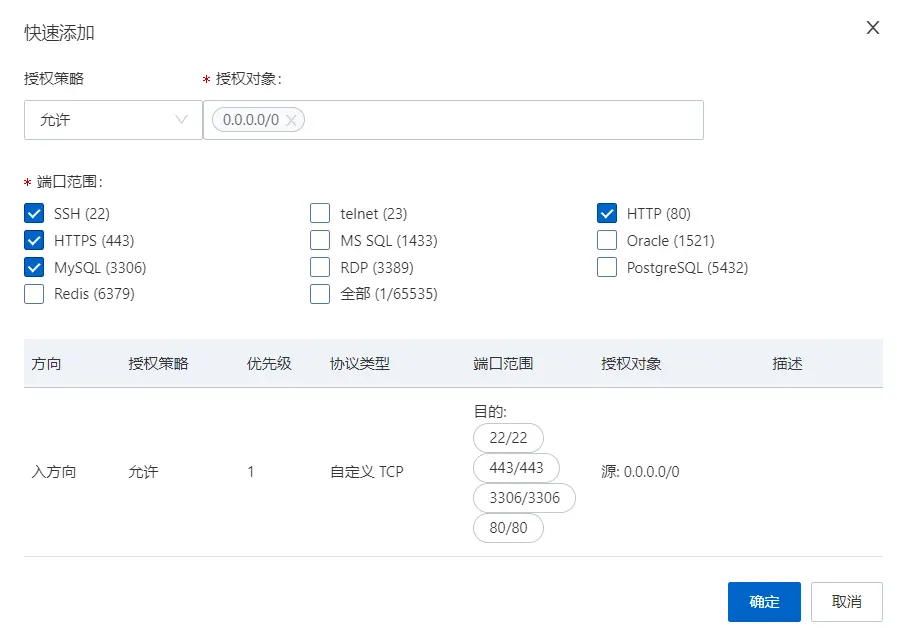 快速添加
授权策略 * 授权对象:
允许 0.0.0.0/0
* 端口范围:
SSH (22) telnet (23) HTTP (80)
HTTPS (443) MS SQL (1433) Oracle (1521)
MySQL (3306) RDP (3389) PostgreSQL (5432)
Redis (6379) 全部 (1/65535)
方向 授权策略 优先级 协议类型 端口范围 授权对象 描述
目的:
22/22
443/443
入方向 允许 1 自定义 TCP 源: 0.0.0.0/0
3306/3306
80/80
确定 取消